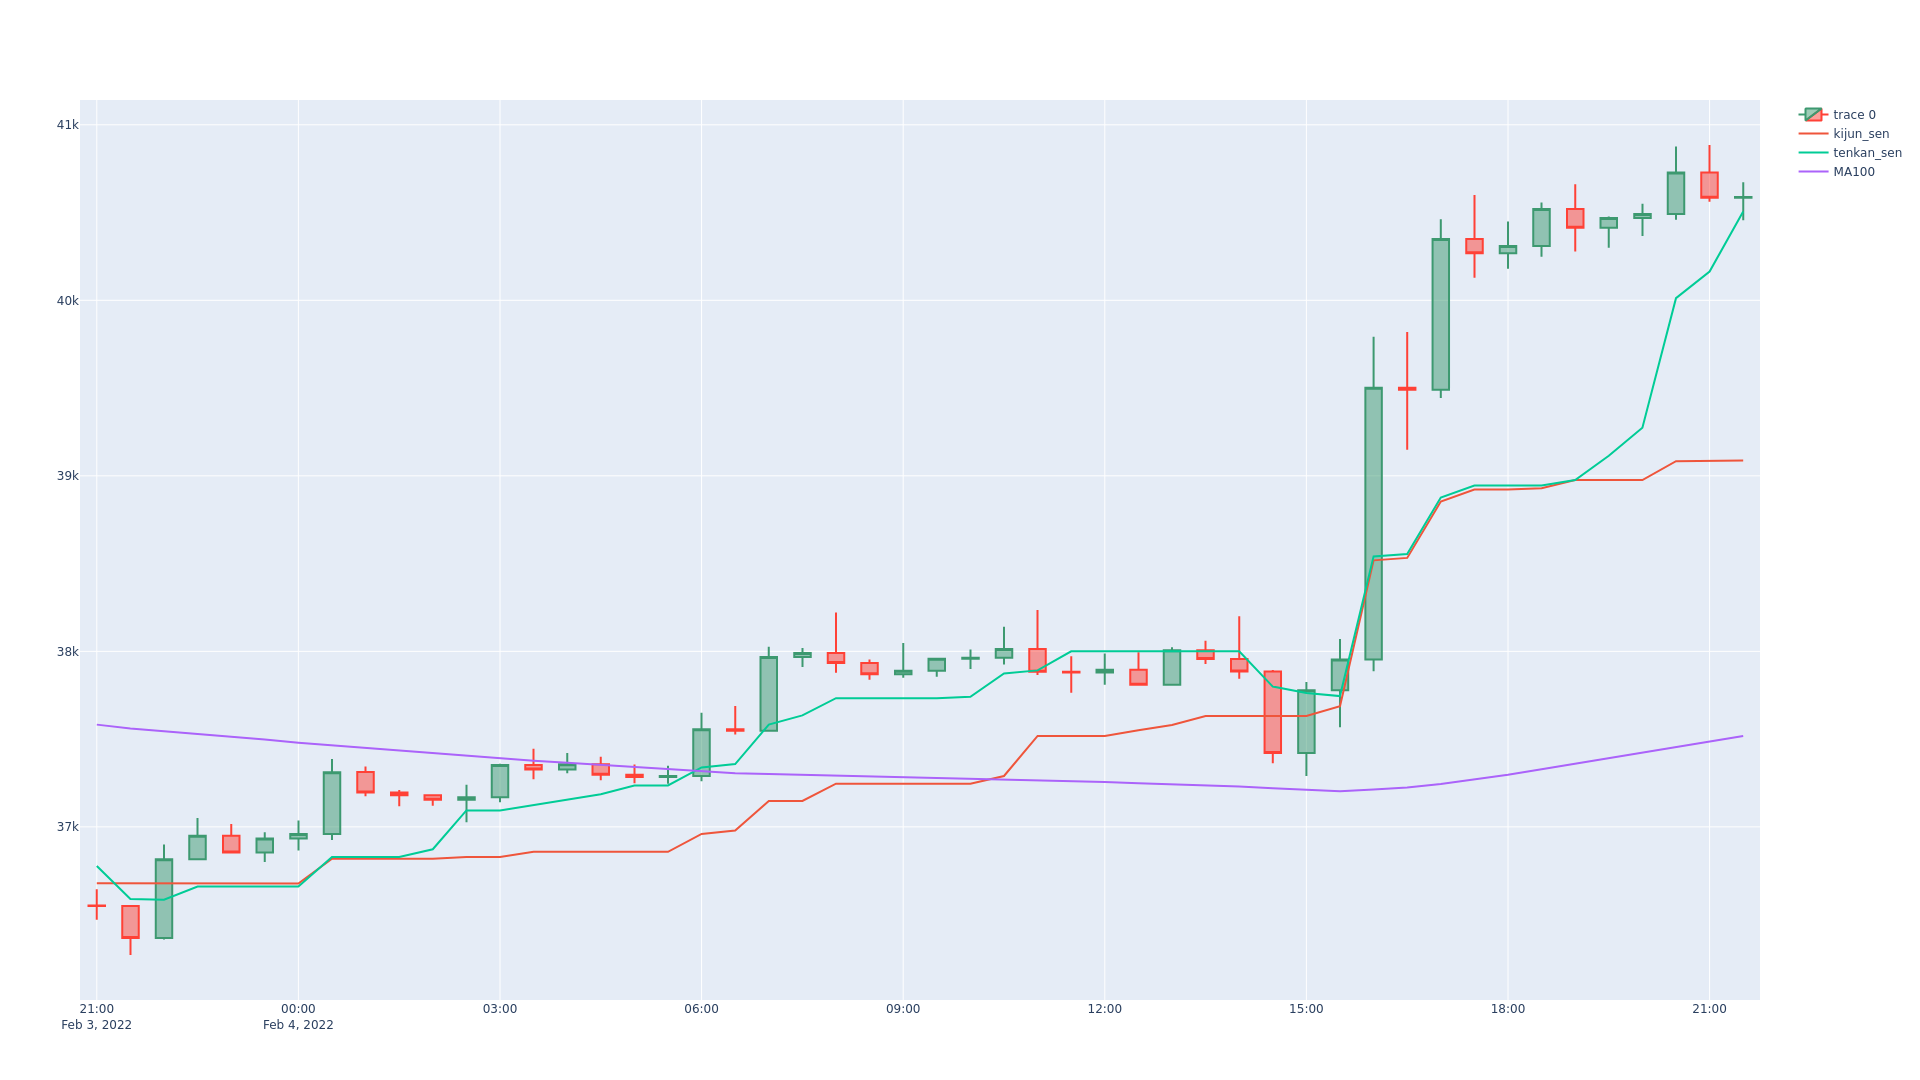 41k
40k
39k
38k
37k
21:00
Feb 3, 2022
00:00
Feb 4, 2022
03:00
06:00
09:00
12:00
15:00
18:00
21:00
trace 0
kijun_sen
tenkan_sen
MA100